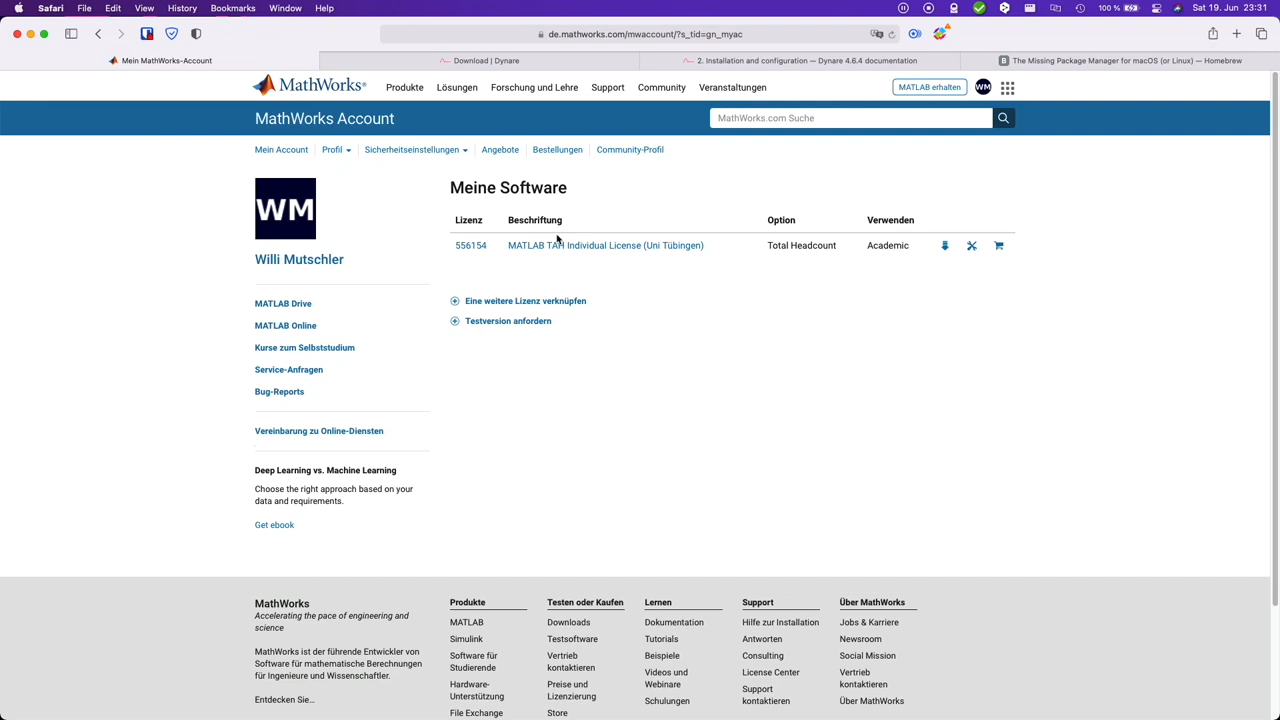 Safari File Edit View History Bookmarks Develop Window Help
100 % Sat 19. Jan 23:31
de.mathworks.com/mwaccount/?s_tid=gn_myac
Mein MathWorks-Account
Download | Dynare
2. Installation and configuration — Dynare 4.6.4 documentation
B The Missing Package Manager for macOS (or Linux) — Homebrew
MathWorks®
Produkte Lösungen Forschung und Lehre Support Community Veranstaltungen
MATLAB erhalten WM
MathWorks Account
MathWorks.com Suche
Mein Account Profil Sicherheitseinstellungen Angebote Bestellungen Community-Profil
WM
Willi Mutschler
MATLAB Drive
MATLAB Online
Kurse zum Selbststudium
Service-Anfragen
Bug-Reports
Vereinbarung zu Online-Diensten
Deep Learning vs. Machine Learning
Choose the right approach based on your
data and requirements.
Get ebook
Meine Software
Lizenz Beschriftung Option Verwenden
556154 MATLAB TAH Individual License (Uni Tübingen) Total Headcount Academic
Eine weitere Lizenz verknüpfen
Testversion anfordern
MathWorks
Accelerating the pace of engineering and
science
MathWorks ist der führende Entwickler von
Software für mathematische Berechnungen
für Ingenieure und Wissenschaftler.
Entdecken Sie...
Produkte
MATLAB
Simulink
Software für
Studierende
Hardware-
Unterstützung
File Exchange
Testen oder Kaufen
Downloads
Testsoftware
Vertrieb
kontaktieren
Preise und
Lizenzierung
Store
Lernen
Dokumentation
Tutorials
Beispiele
Videos und
Webinare
Schulungen
Support
Hilfe zur Installation
Antworten
Consulting
License Center
Support
kontaktieren
Über MathWorks
Jobs & Karriere
Newsroom
Social Mission
Vertrieb
kontaktieren
Über MathWorks